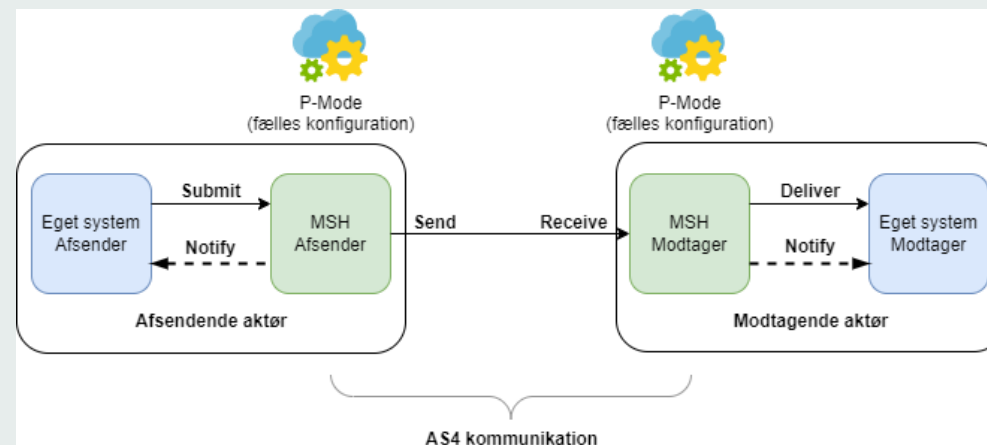 P-Mode
(fælles konfiguration)
P-Mode
(fælles konfiguration)
Eget system
Afsender
Submit
Notify
MSH
Afsender
Send
Receive
MSH
Modtager
Deliver
Notify
Eget system
Modtager
Afsendende aktør
Modtagende aktør
AS4 kommunikation